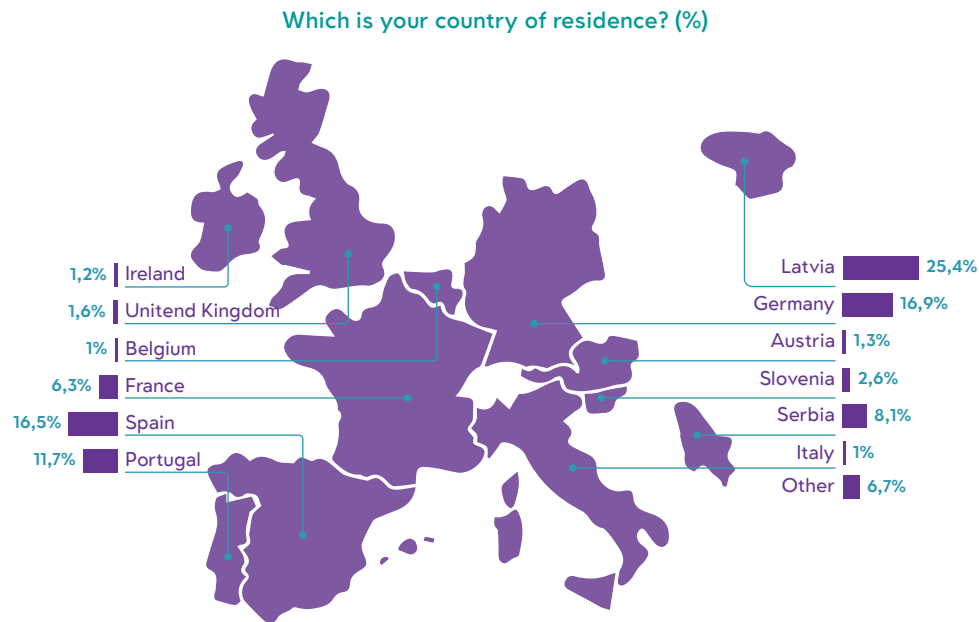 Which is your country of residence? (%)
1,2% Ireland
1,6% Unitend Kingdom
1% Belgium
6,3% France
16,5% Spain
11,7% Portugal
Latvia 25,4%
Germany 16,9%
Austria 1,3%
Slovenia 2,6%
Serbia 8,1%
Italy 1%
Other 6,7%